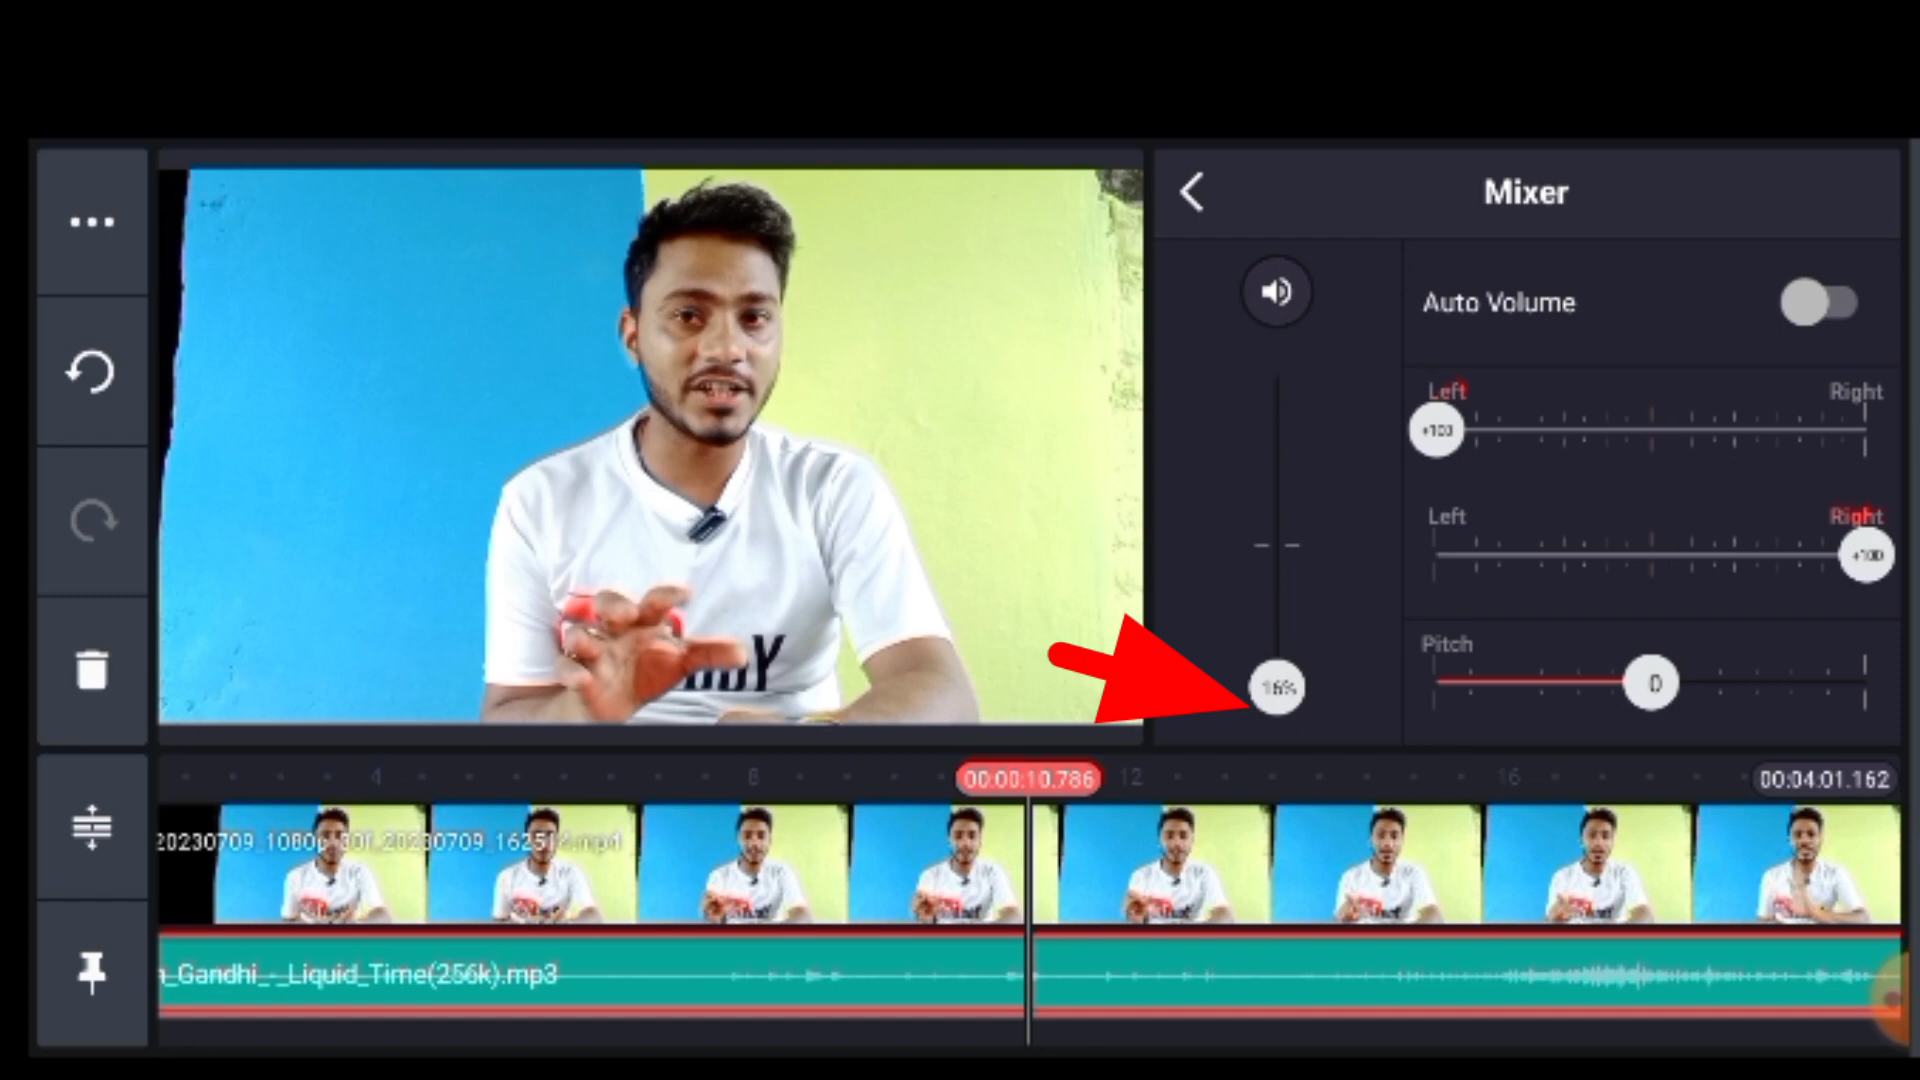 Mixer
Auto Volume
Left Right
+100
Left Right
+100
16%
Pitch
0
4 8 00:00:10.786 12 16 00:04:01.162
_Gandhi_-_Liquid_Time(256k).mp3